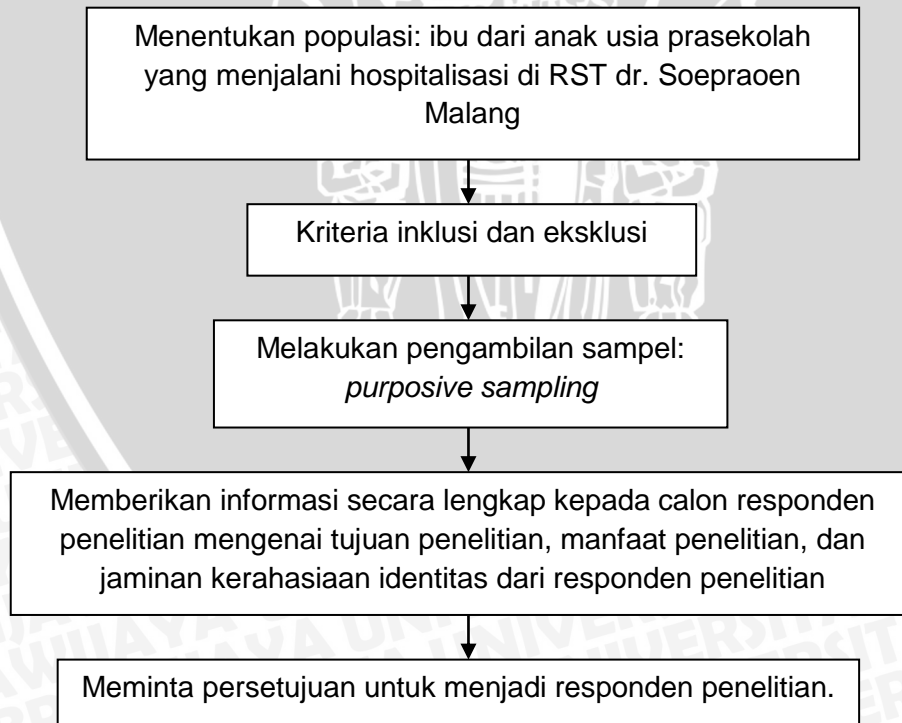 Menentukan populasi: ibu dari anak usia prasekolah
yang menjalani hospitalisasi di RST dr. Soepraoen
Malang
Kriteria inklusi dan eksklusi
Melakukan pengambilan sampel:
purposive sampling
Memberikan informasi secara lengkap kepada calon responden
penelitian mengenai tujuan penelitian, manfaat penelitian, dan
jaminan kerahasiaan identitas dari responden penelitian
Meminta persetujuan untuk menjadi responden penelitian.